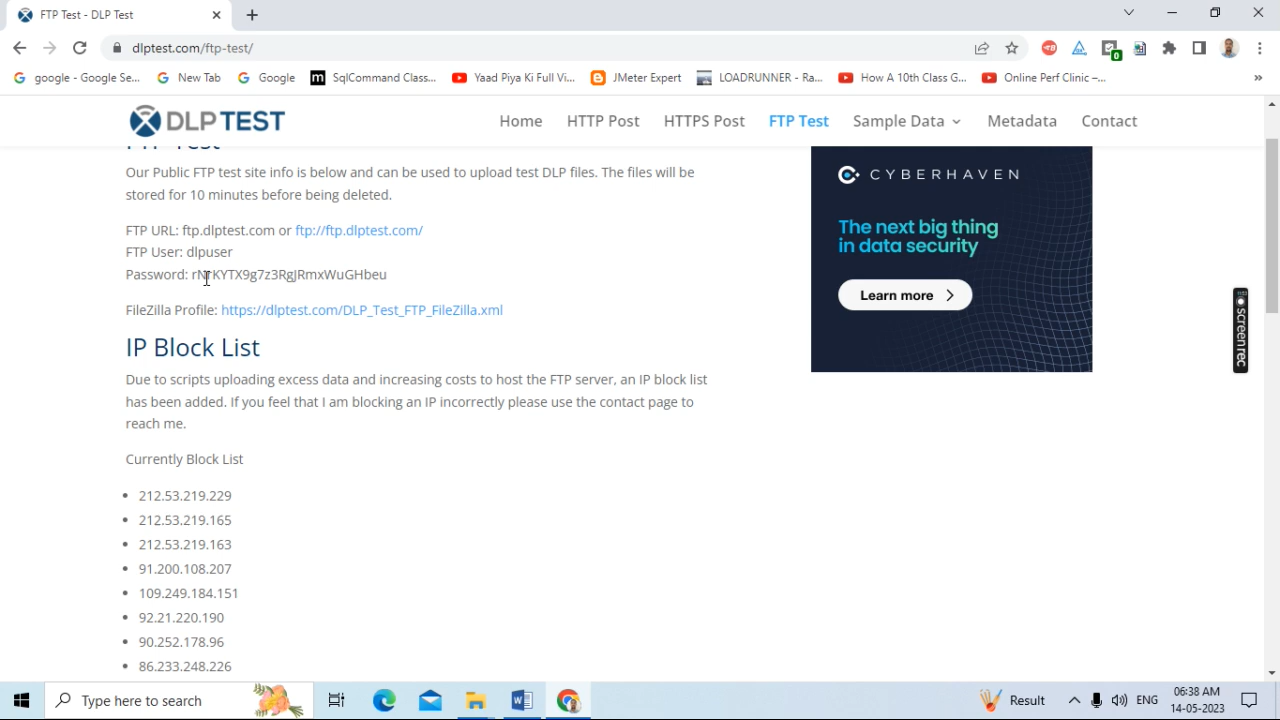 FTP Test - DLP Test
dlptest.com/ftp-test/
google - Google Se...
New Tab
Google
SqlCommand Class...
Yaad Piya Ki Full Vi...
JMeter Expert
LOADRUNNER - Ra...
How A 10th Class G...
Online Perf Clinic –...
»
DLPTEST
Home
HTTP Post
HTTPS Post
FTP Test
Sample Data
Metadata
Contact
FTP Test
Our Public FTP test site info is below and can be used to upload test DLP files. The files will be
stored for 10 minutes before being deleted.
FTP URL: ftp.dlptest.com or ftp://ftp.dlptest.com/
FTP User: dlpuser
Password:
FileZilla Profile: https://dlptest.com/DLP_Test_FTP_FileZilla.xml
IP Block List
Due to scripts uploading excess data and increasing costs to host the FTP server, an IP block list
has been added. If you feel that I am blocking an IP incorrectly please use the contact page to
reach me.
Currently Block List
• 212.53.219.229
• 212.53.219.165
• 212.53.219.163
• 91.200.108.207
• 109.249.184.151
• 92.21.220.190
• 90.252.178.96
• 86.233.248.226
CYBERHAVEN
The next big thing
in data security
Learn more
screenrec
Type here to search
Result
ENG
06:38 AM
14-05-2023